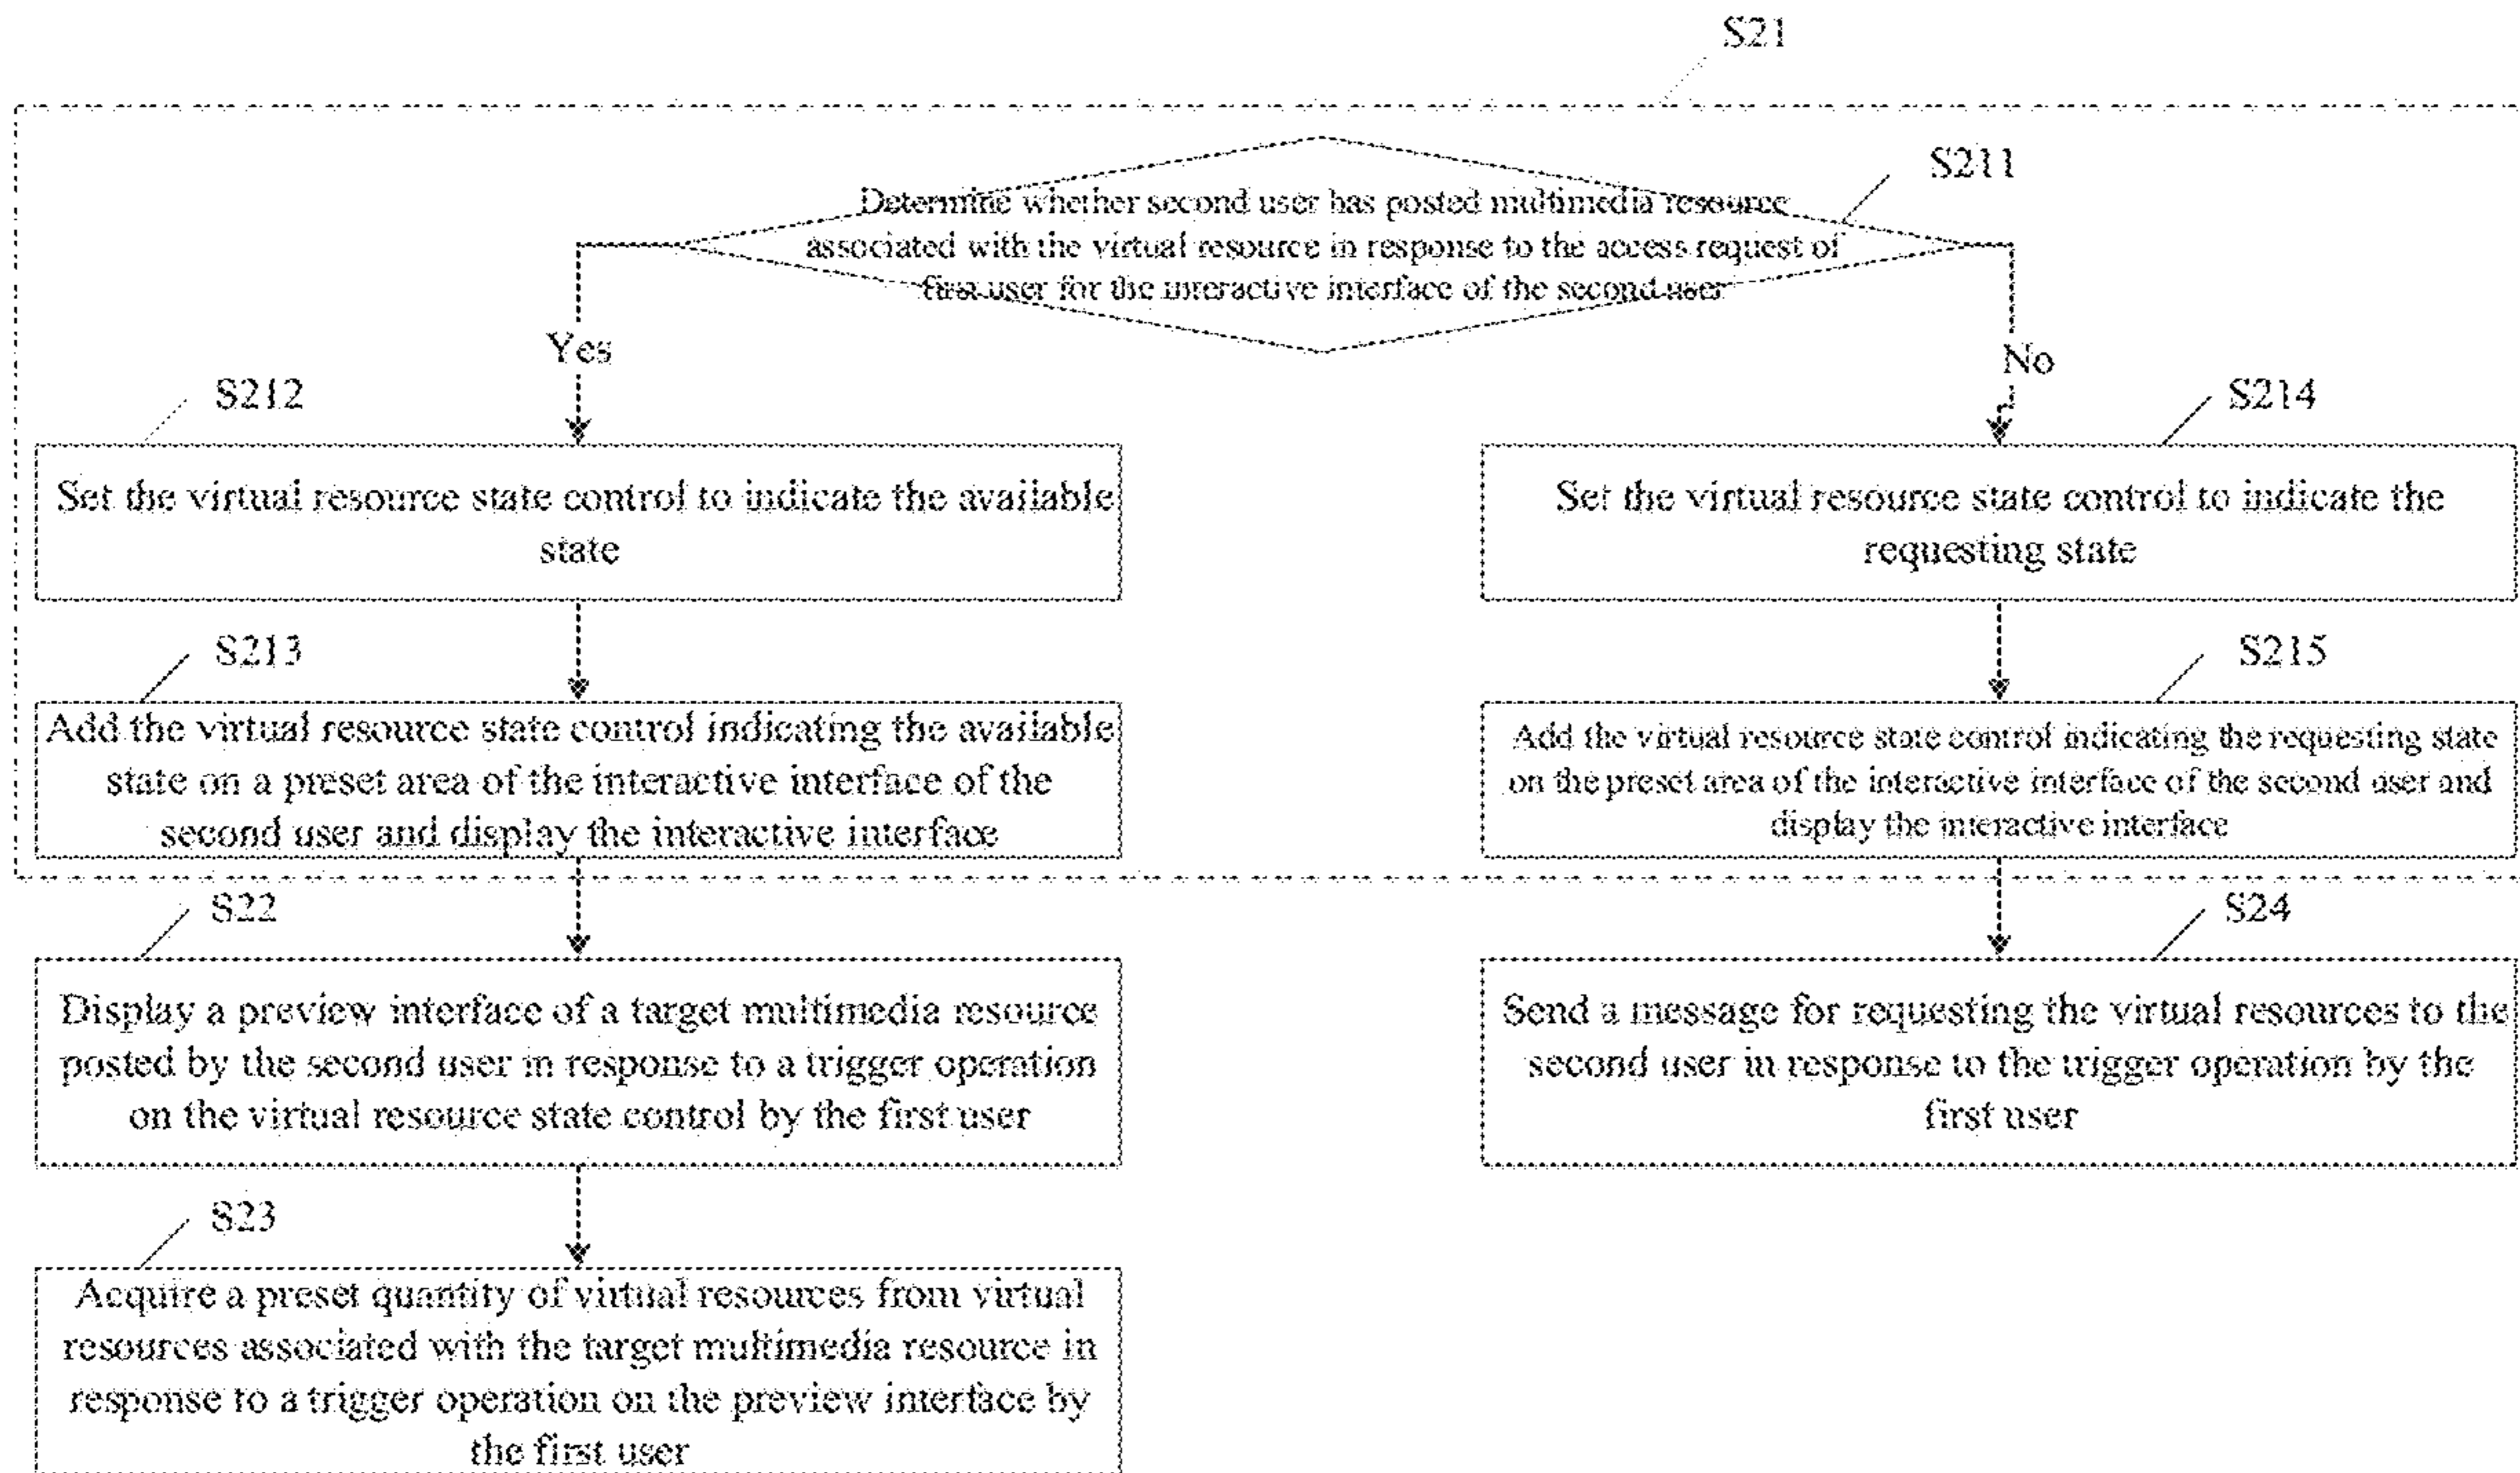 S21
S211
Determine whether second user has posted multimedia resource
associated with the virtual resource in response to the access request of
first user for the interactive interface of the second user
Yes
No
S212
S214
Set the virtual resource state control to indicate the available
state
Set the virtual resource state control to indicate the
requesting state
S213
S215
Add the virtual resource state control indicating the available
state on a preset area of the interactive interface of the
second user and display the interactive interface
Add the virtual resource state control indicating the requesting state
on the preset area of the interactive interface of the second user and
display the interactive interface
S22
S24
Display a preview interface of a target multimedia resource
posted by the second user in response to a trigger operation
on the virtual resource state control by the first user
Send a message for requesting the virtual resources to the
second user in response to the trigger operation by the
first user
S23
Acquire a preset quantity of virtual resources from virtual
resources associated with the target multimedia resource in
response to a trigger operation on the preview interface by
the first user